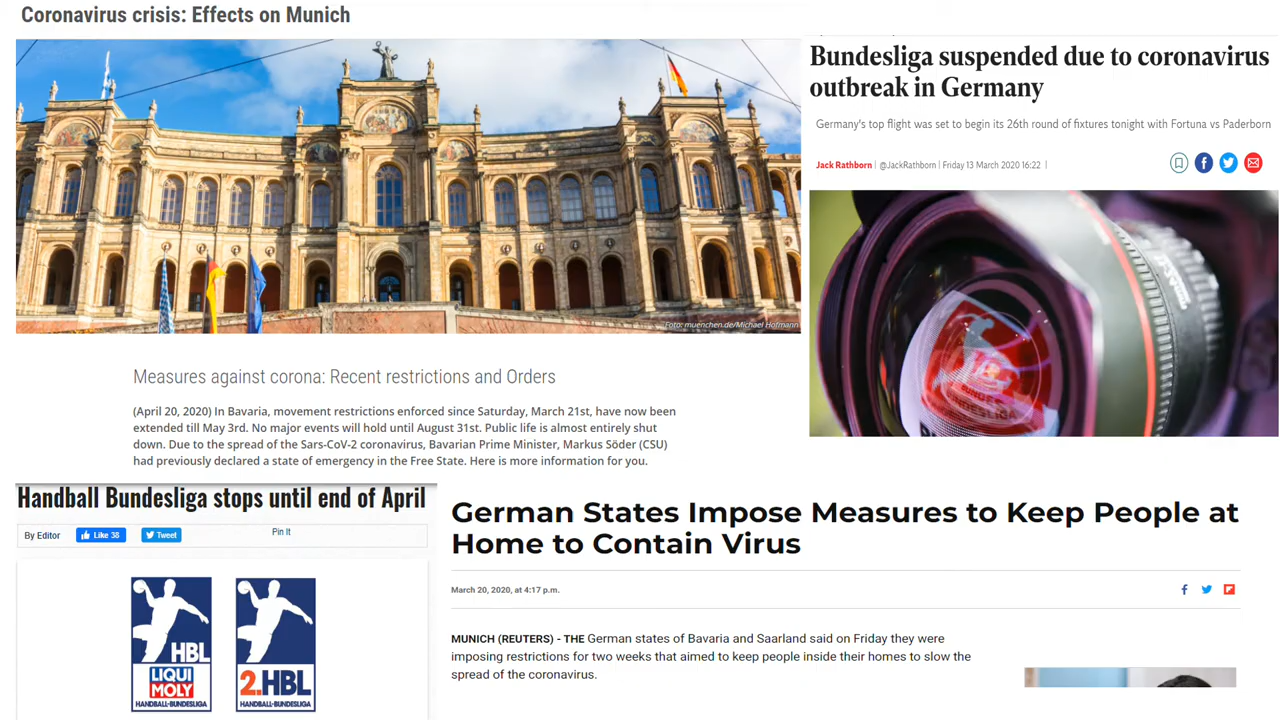 Coronavirus crisis: Effects on Munich
Foto: muenchen.de/Michael Hofmann
Measures against corona: Recent restrictions and Orders
(April 20, 2020) In Bavaria, movement restrictions enforced since Saturday, March 21st, have now been
extended till May 3rd. No major events will hold until August 31st. Public life is almost entirely shut
down. Due to the spread of the Sars-CoV-2 coronavirus, Bavarian Prime Minister, Markus Söder (CSU)
had previously declared a state of emergency in the Free State. Here is more information for you.
Bundesliga suspended due to coronavirus
outbreak in Germany
Germany's top flight was set to begin its 26th round of fixtures tonight with Fortuna vs Paderborn
Jack Rathborn | @JackRathborn | Friday 13 March 2020 16:22 |
BUNDESLIGA
Handball Bundesliga stops until end of April
By Editor Like 38 Tweet Pin It
HBL
LIQUI
MOLY
HANDBALL-BUNDESLIGA
2.HBL
HANDBALL-BUNDESLIGA
German States Impose Measures to Keep People at
Home to Contain Virus
March 20, 2020, at 4:17 p.m.
MUNICH (REUTERS) - THE German states of Bavaria and Saarland said on Friday they were
imposing restrictions for two weeks that aimed to keep people inside their homes to slow the
spread of the coronavirus.